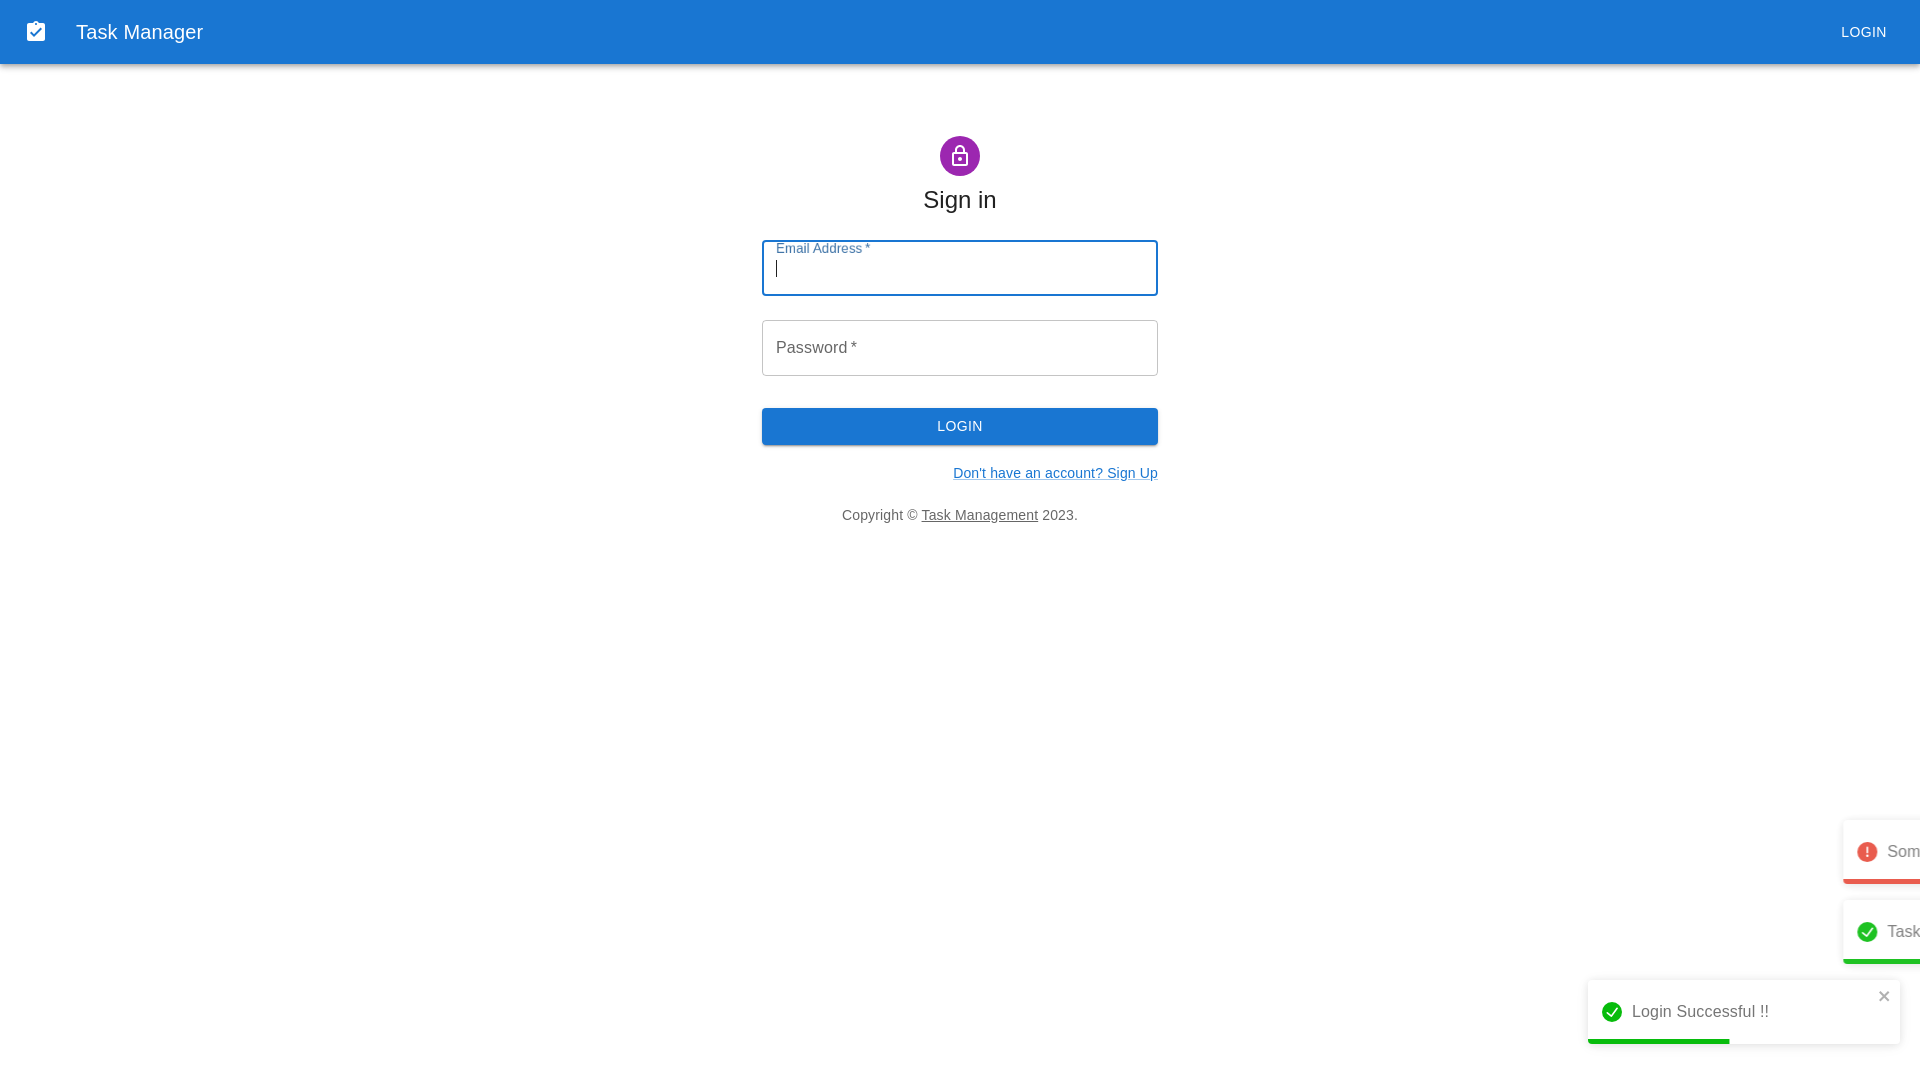 Task Manager
LOGIN
Sign in
Email Address *
Password *
LOGIN
Don't have an account? Sign Up
Copyright © Task Management 2023.
Som
Task
Login Successful !!